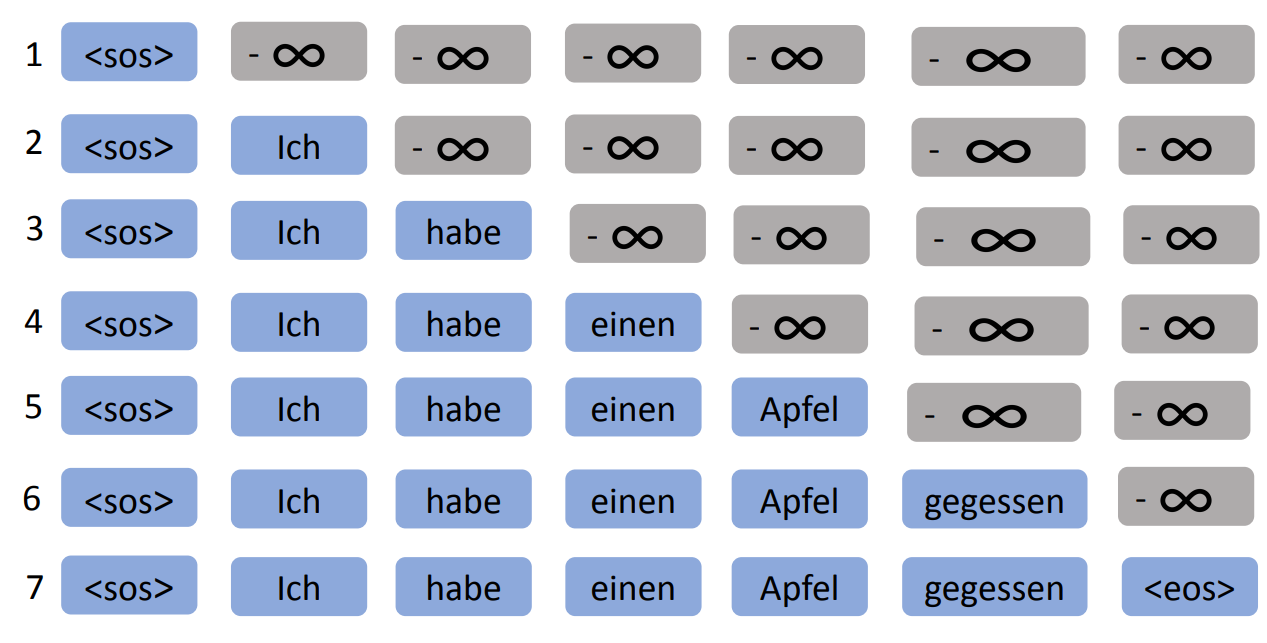 1 <sos> - ∞ - ∞ - ∞ - ∞ - ∞ - ∞
2 <sos> Ich - ∞ - ∞ - ∞ - ∞ - ∞
3 <sos> Ich habe - ∞ - ∞ - ∞ - ∞
4 <sos> Ich habe einen - ∞ - ∞ - ∞
5 <sos> Ich habe einen Apfel - ∞ - ∞
6 <sos> Ich habe einen Apfel gegessen - ∞
7 <sos> Ich habe einen Apfel gegessen <eos>